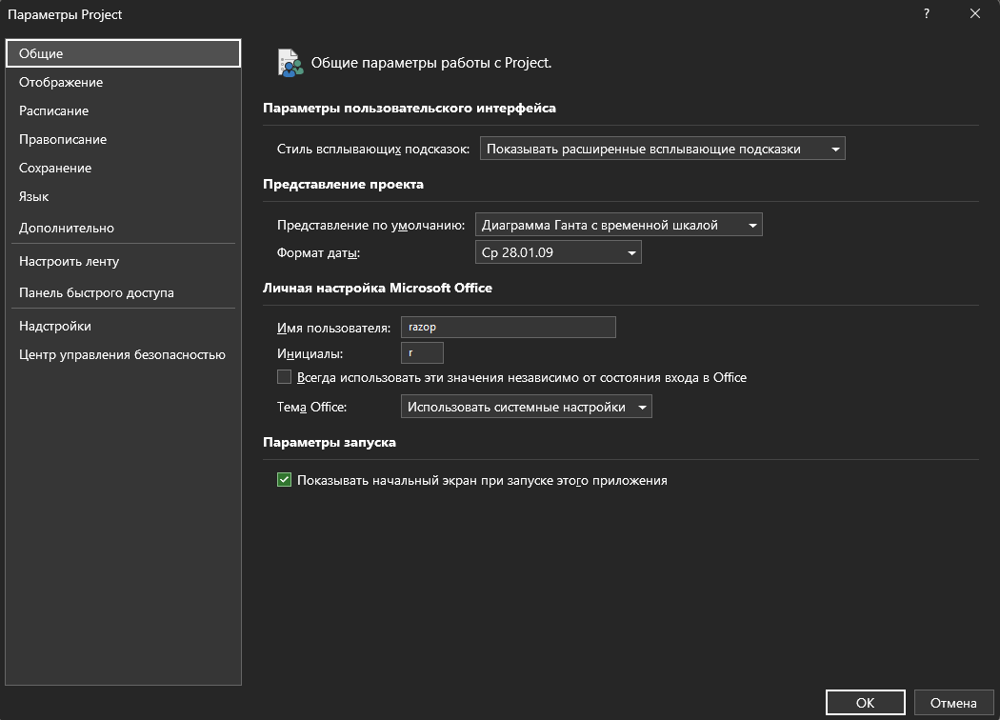 Параметры Project
?
Общие
Отображение
Расписание
Правописание
Сохранение
Язык
Дополнительно
Настроить ленту
Панель быстрого доступа
Надстройки
Центр управления безопасностью
Общие параметры работы с Project.
Параметры пользовательского интерфейса
Стиль всплывающих подсказок: Показывать расширенные всплывающие подсказки
Представление проекта
Представление по умолчанию: Диаграмма Ганта с временной шкалой
Формат даты: Ср 28.01.09
Личная настройка Microsoft Office
Имя пользователя: razop
Инициалы: r
Всегда использовать эти значения независимо от состояния входа в Office
Тема Office: Использовать системные настройки
Параметры запуска
Показывать начальный экран при запуске этого приложения
OK Отмена